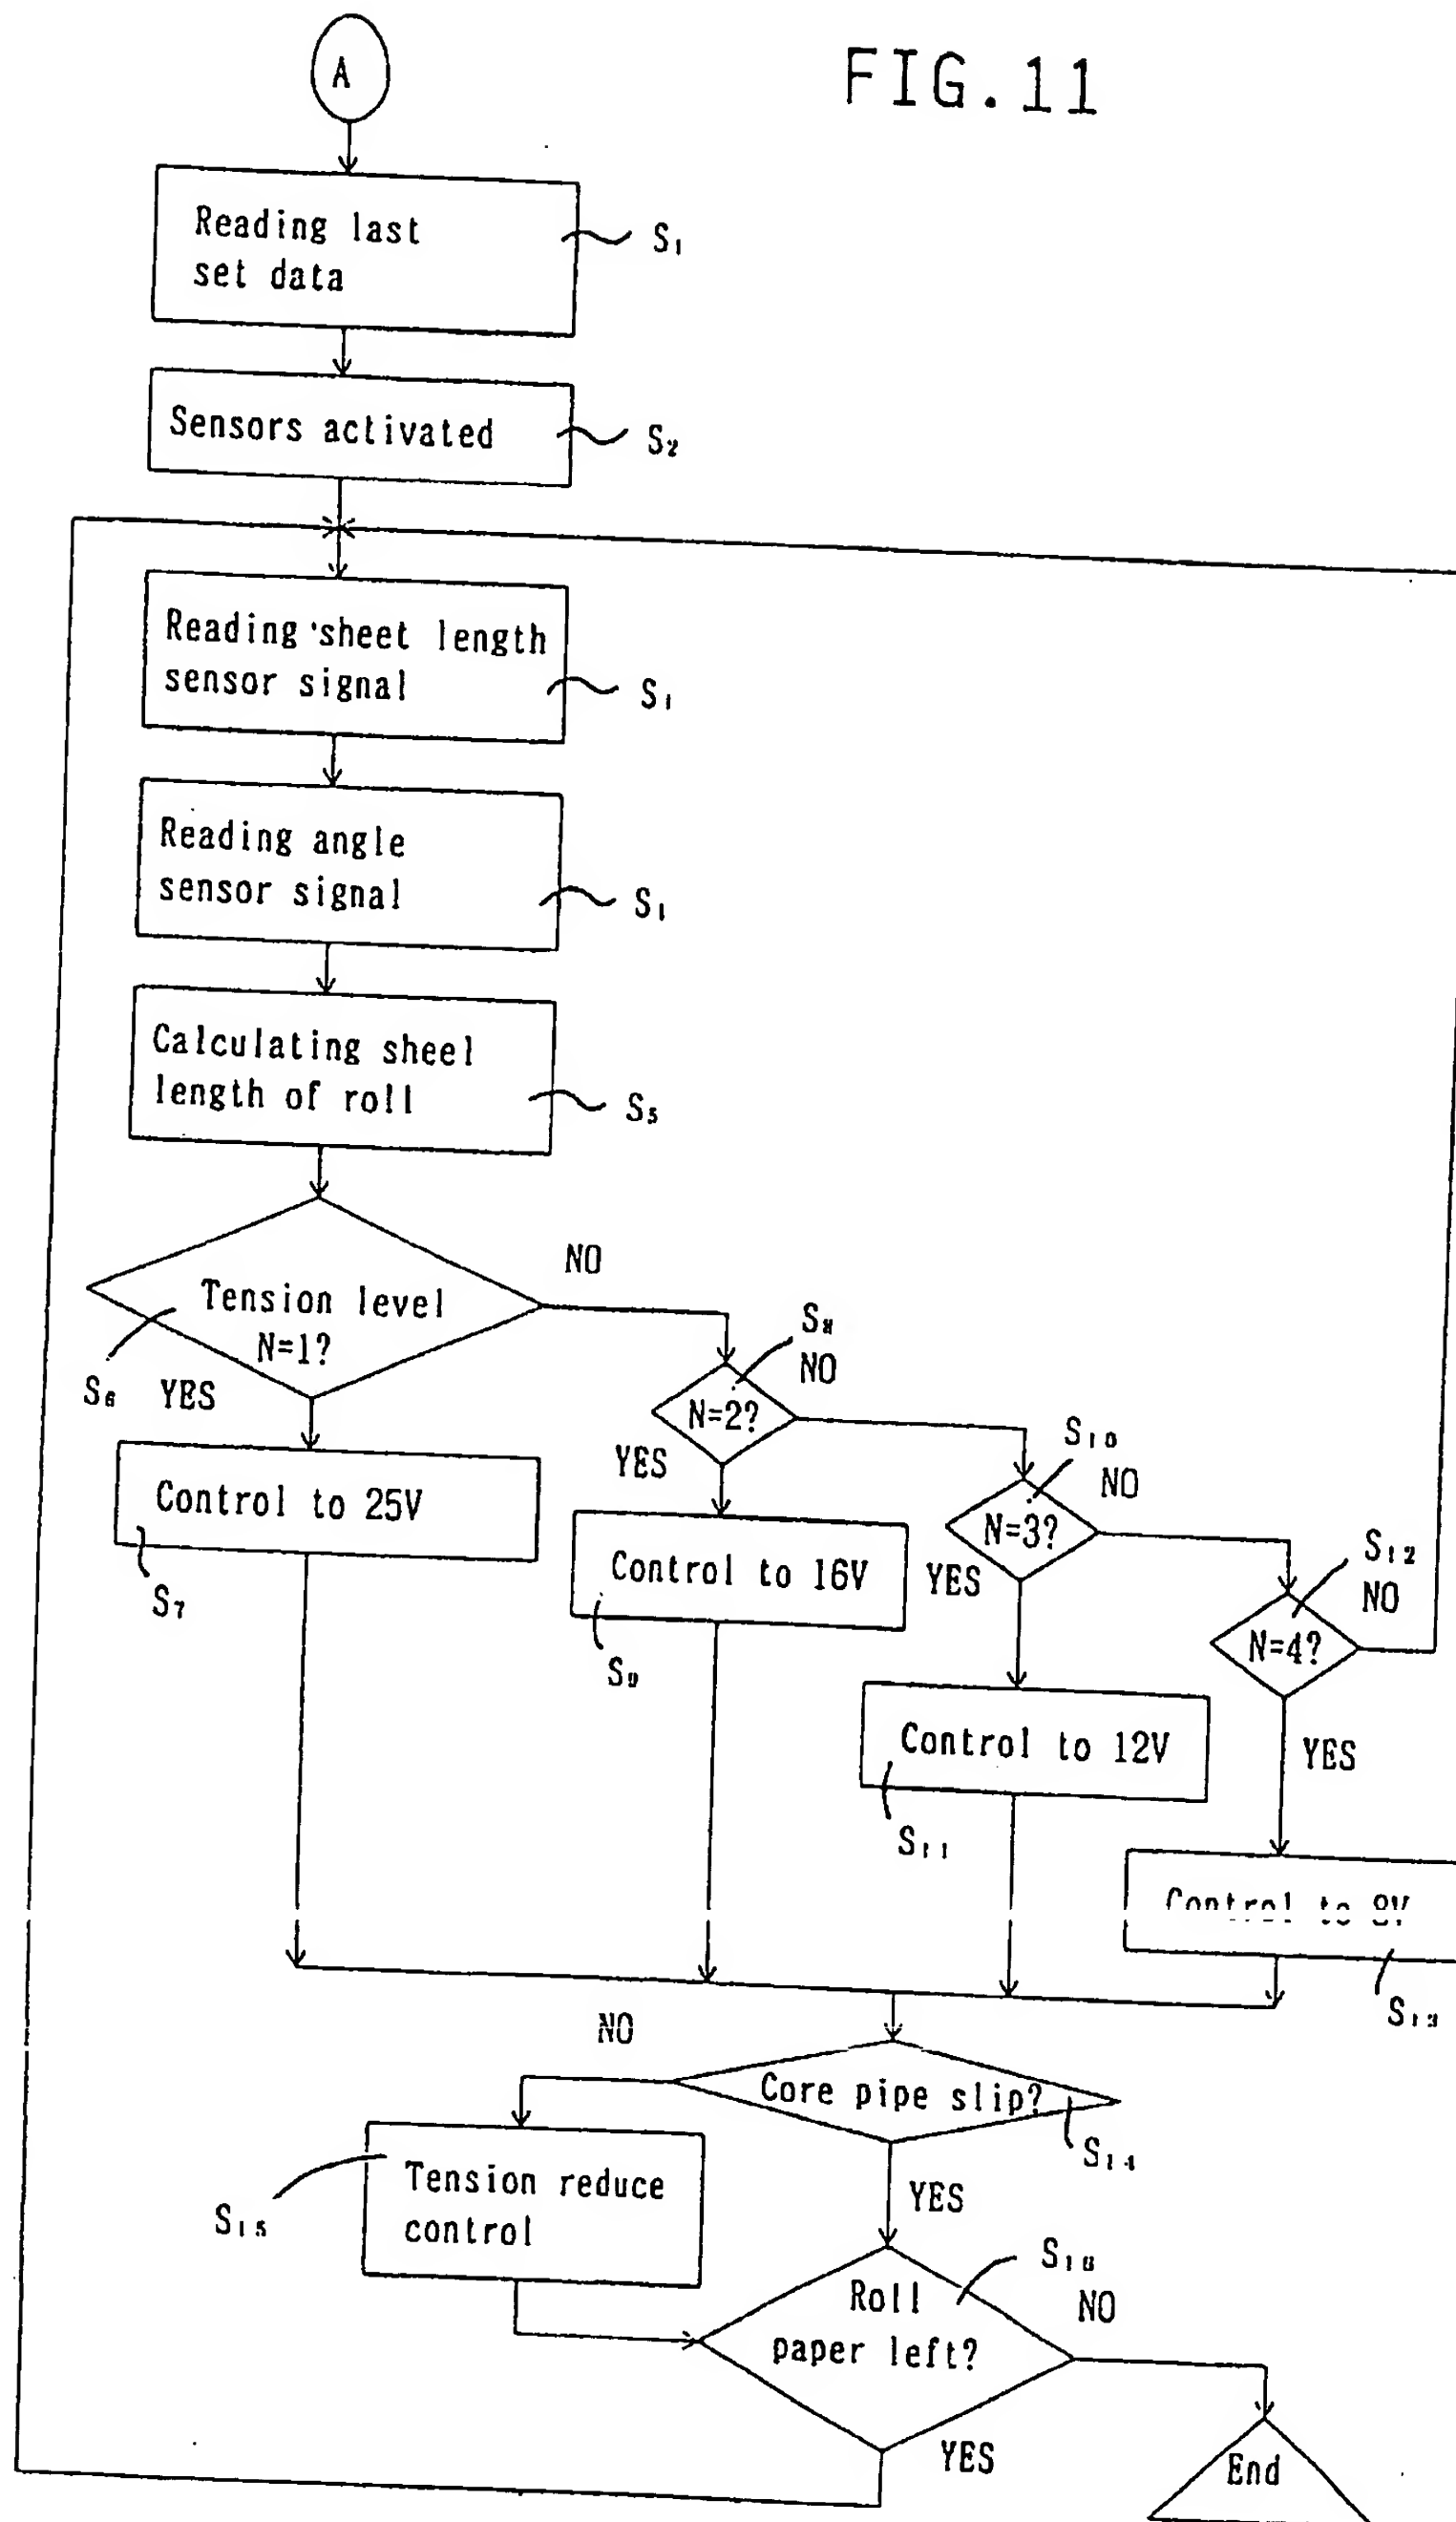 FIG.11
A
Reading last
set data
S1
Sensors activated
S2
Reading sheet length
sensor signal
S1
Reading angle
sensor signal
S1
Calculating sheel
length of roll
S5
Tension level
N=1?
NO
S6
YES
S8
NO
N=2?
YES
S10
NO
N=3?
YES
S12
NO
N=4?
YES
Control to 25V
S7
Control to 16V
S9
Control to 12V
S11
Control to 8V
S13
NO
Core pipe slip?
S14
YES
Tension reduce
control
S15
S16
Roll
paper left?
NO
YES
End